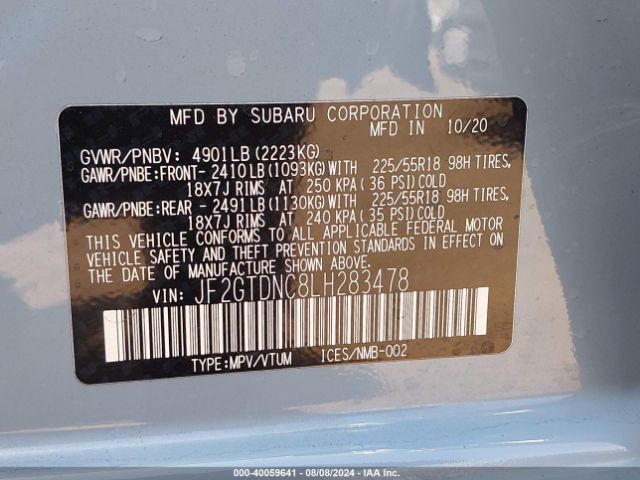 MFD BY SUBARU CORPORATION
MFD IN 10/20
GVWR/PNBV: 4901LB(2223KG)
GAWR/PNBE:FRONT- 2410LB(1093KG)WITH 225/55R18 98H TIRES,
18X7J RIMS AT 250 KPA(36 PSI)COLD
GAWR/PNBE:REAR - 2491LB(1130KG)WITH 225/55R18 98H TIRES,
18X7J RIMS AT 240 KPA(35 PSI)COLD
THIS VEHICLE CONFORMS TO ALL APPLICABLE FEDERAL MOTOR
VEHICLE SAFETY AND THEFT PREVENTION STANDARDS IN EFFECT
ON THE DATE OF MANUFACTURE SHOWN ABOVE.
VIN: JF2GTDNC8LH283478
TYPE:MPV/VTUM ICES/NMB-002
000-40059641 - 08/08/2024 - IAA Inc.